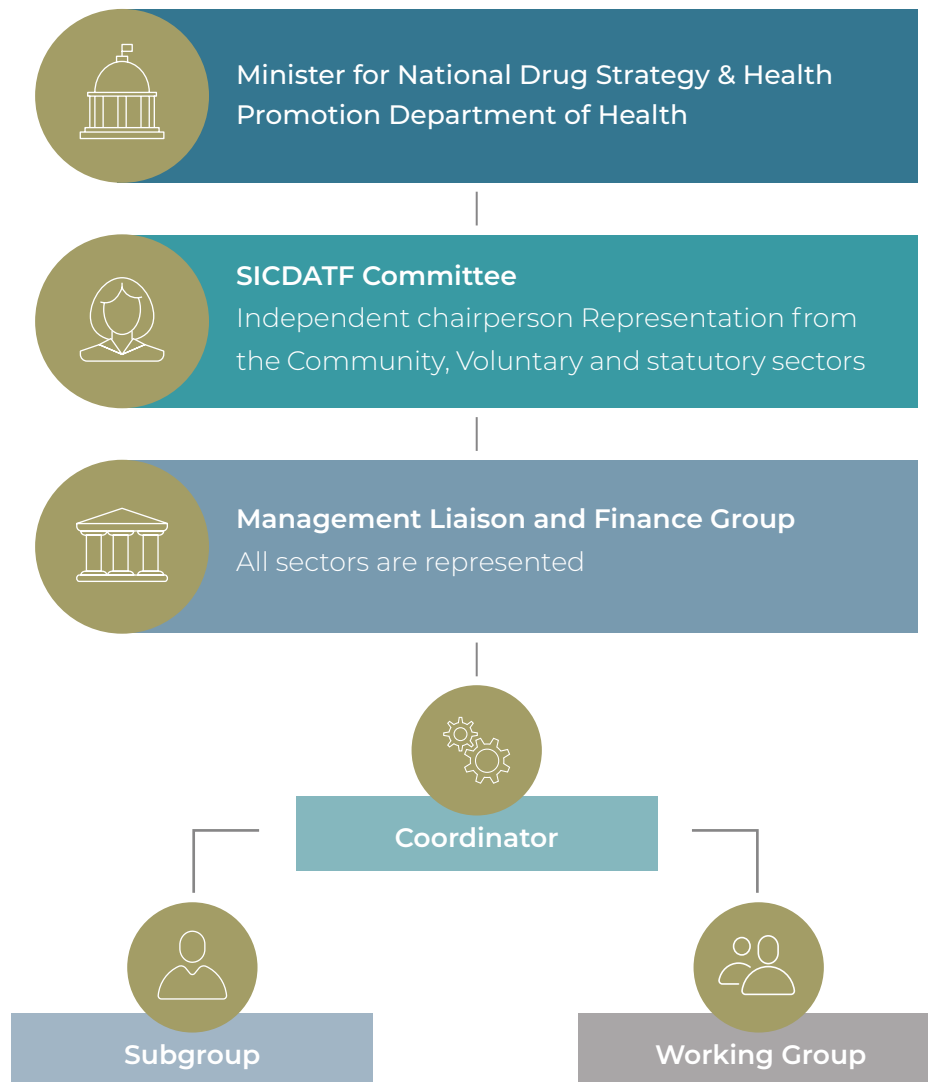 Minister for National Drug Strategy & Health
Promotion Department of Health
SICDATF Committee
Independent chairperson Representation from
the Community, Voluntary and statutory sectors
Management Liaison and Finance Group
All sectors are represented
Coordinator
Subgroup
Working Group